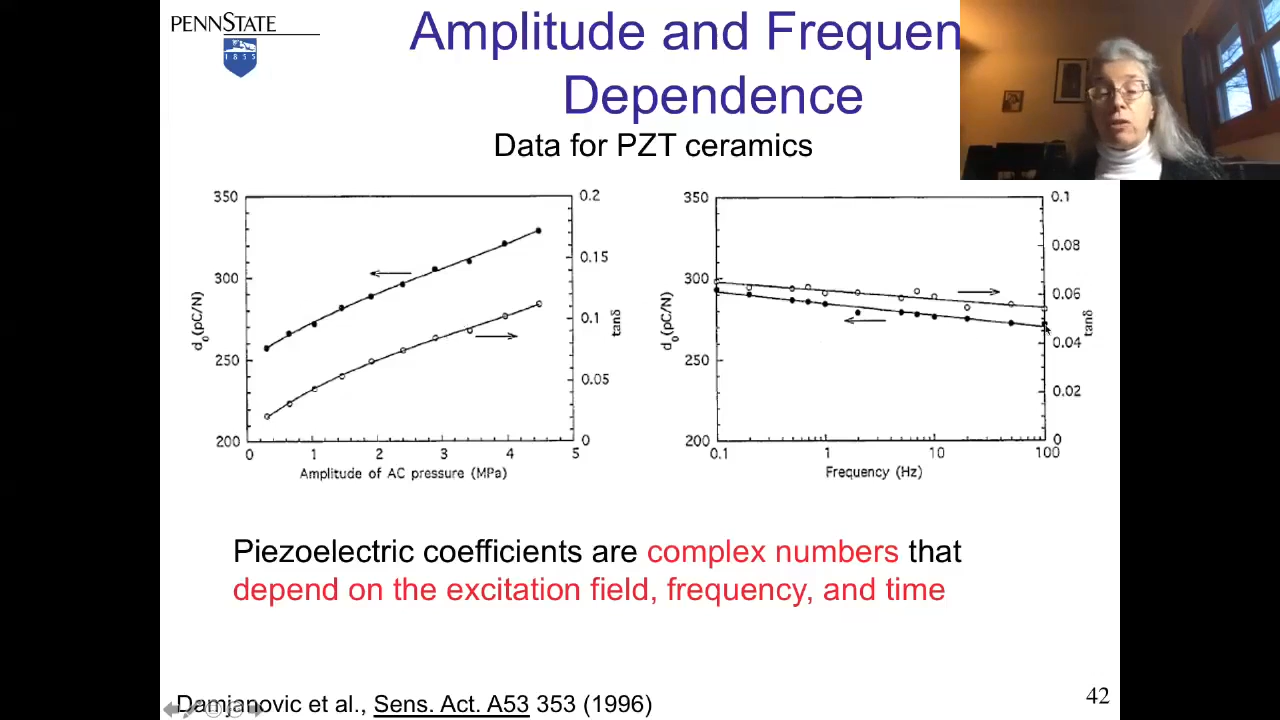 PENNSTATE
1855
Amplitude and Frequen
Dependence
Data for PZT ceramics
350
300
250
200
d₀(pC/N)
0.2
0.15
0.1
0.05
0
tanδ
0 1 2 3 4 5
Amplitude of AC pressure (MPa)
350
300
250
200
d₀(pC/N)
0.1
0.08
0.06
0.04
0.02
0
tanδ
0.1 1 10 100
Frequency (Hz)
Piezoelectric coefficients are complex numbers that
depend on the excitation field, frequency, and time
Damjanovic et al., Sens. Act. A53 353 (1996)
42